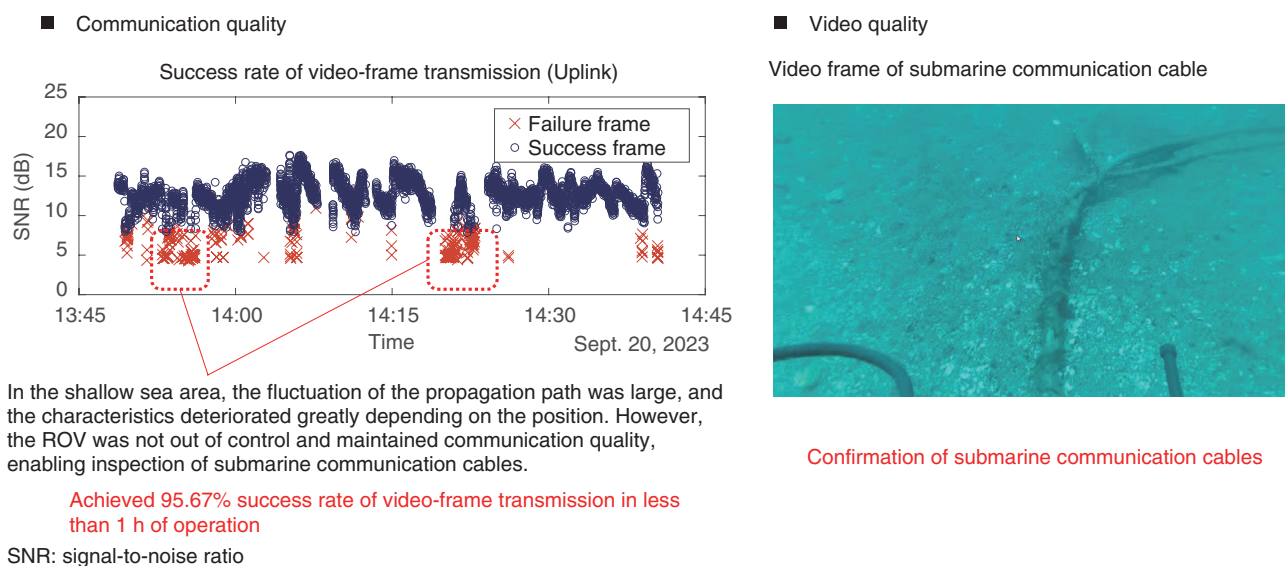 ■ Communication quality
Success rate of video-frame transmission (Uplink)
25
20
15
10
5
0
SNR (dB)
× Failure frame
○ Success frame
13:45
14:00
14:15
14:30
14:45
Time
Sept. 20, 2023
In the shallow sea area, the fluctuation of the propagation path was large, and
the characteristics deteriorated greatly depending on the position. However,
the ROV was not out of control and maintained communication quality,
enabling inspection of submarine communication cables.
Achieved 95.67% success rate of video-frame transmission in less
than 1 h of operation
SNR: signal-to-noise ratio
■ Video quality
Video frame of submarine communication cable
Confirmation of submarine communication cables